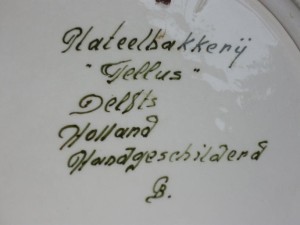 Plateelbakkerij
"Tellus"
Delfts
Holland
Handgeschilderd
B.